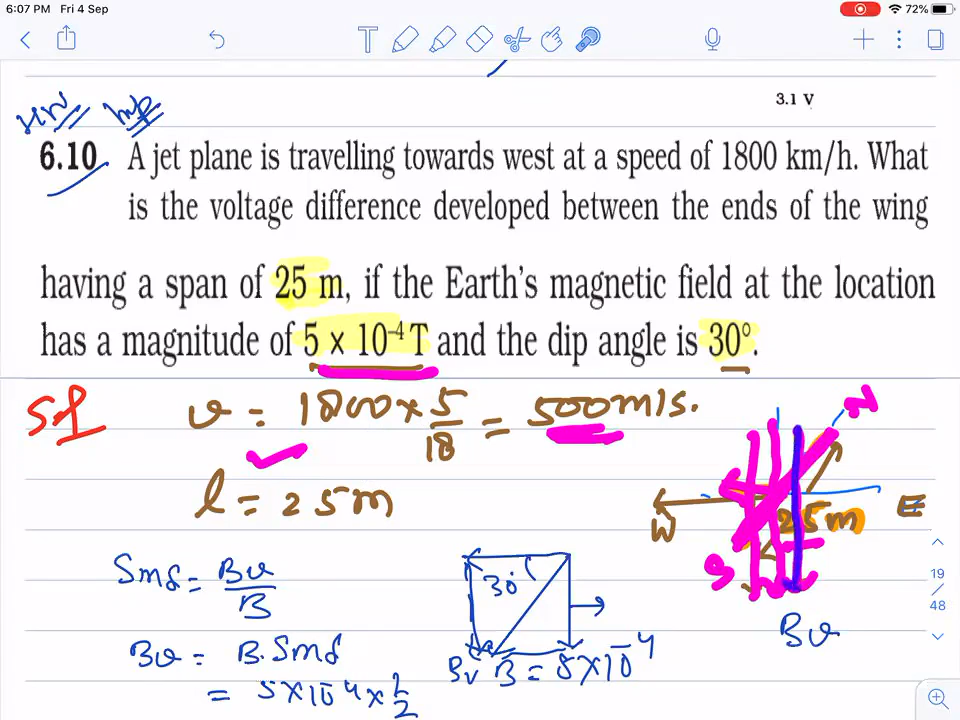 6:07 PM Fri 4 Sep
72%
3.1 V
HW Imp
6.10 A jet plane is travelling towards west at a speed of 1800 km/h. What
is the voltage difference developed between the ends of the wing
having a span of 25 m, if the Earth's magnetic field at the location
has a magnitude of 5 × 10⁻⁴ T and the dip angle is 30°.
Sol
v = 1800 × 5/18 = 500 m/s.
N
l = 25 m
W
25m
E
S
Sin δ = Bv/B
30°
Bv
Bv = B. Sin δ
Bv B = 5×10⁻⁴
= 5×10⁻⁴ × 1/2
19
/
48